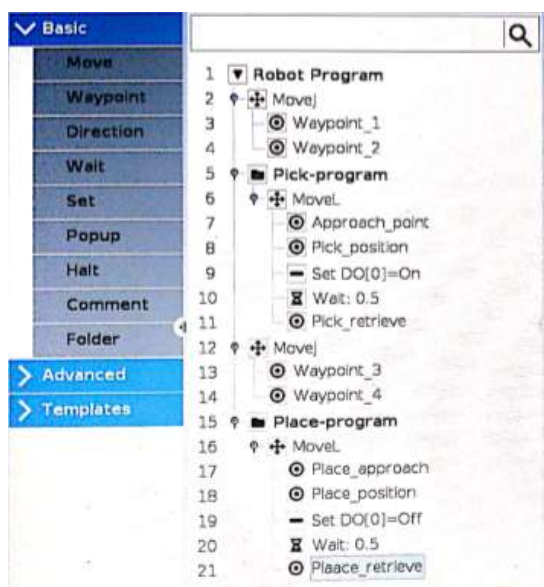 Basic
Move
Waypoint
Direction
Wait
Set
Popup
Halt
Comment
Folder
Advanced
Templates
1 Robot Program
2 MoveJ
3 Waypoint_1
4 Waypoint_2
5 Pick-program
6 MoveL
7 Approach_point
8 Pick_position
9 Set DO[0]=On
10 Wait: 0.5
11 Pick_retrieve
12 MoveJ
13 Waypoint_3
14 Waypoint_4
15 Place-program
16 MoveL
17 Place_approach
18 Place_position
19 Set DO[0]=Off
20 Wait: 0.5
21 Plaace_retrieve